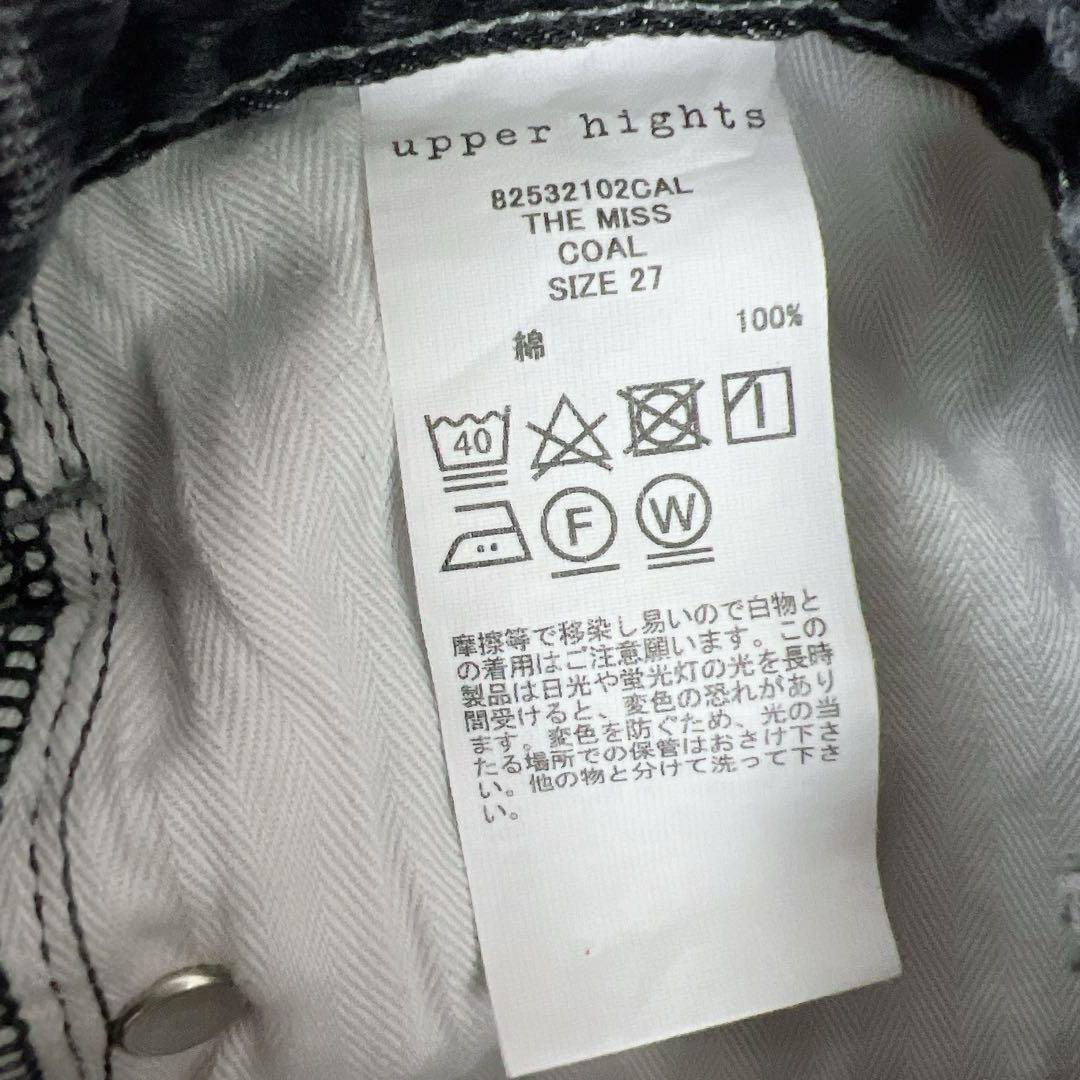 upper hights
82532102CAL
THE MISS
COAL
SIZE 27
綿 100%
40
F W
摩擦等で移染し易いので白物と
の着用はご注意願います。この
製品は日光や蛍光灯の光を長時
間受けると、変色の恐れがあり
ます。変色を防ぐため、光の当
たる場所での保管はおさけ下さ
い。他の物と分けて洗って下さ
い。